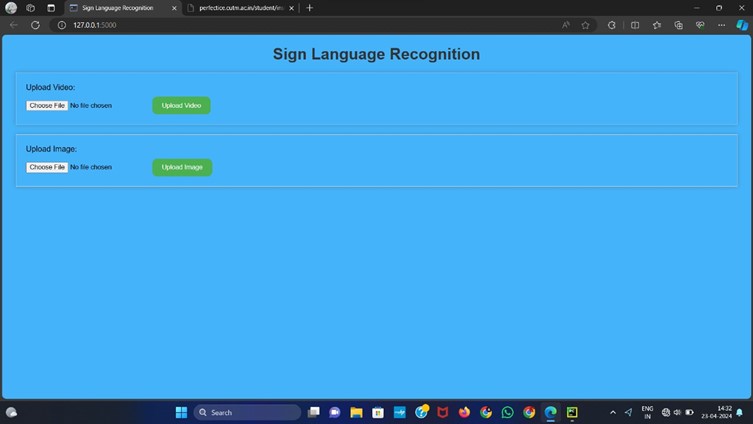 Sign Language Recognition
perfectice.cutm.ac.in/student/in
127.0.0.1:5000
Sign Language Recognition
Upload Video:
Choose File No file chosen Upload Video
Upload Image:
Choose File No file chosen Upload Image
Search
ENG
IN
14:32
23-04-2024